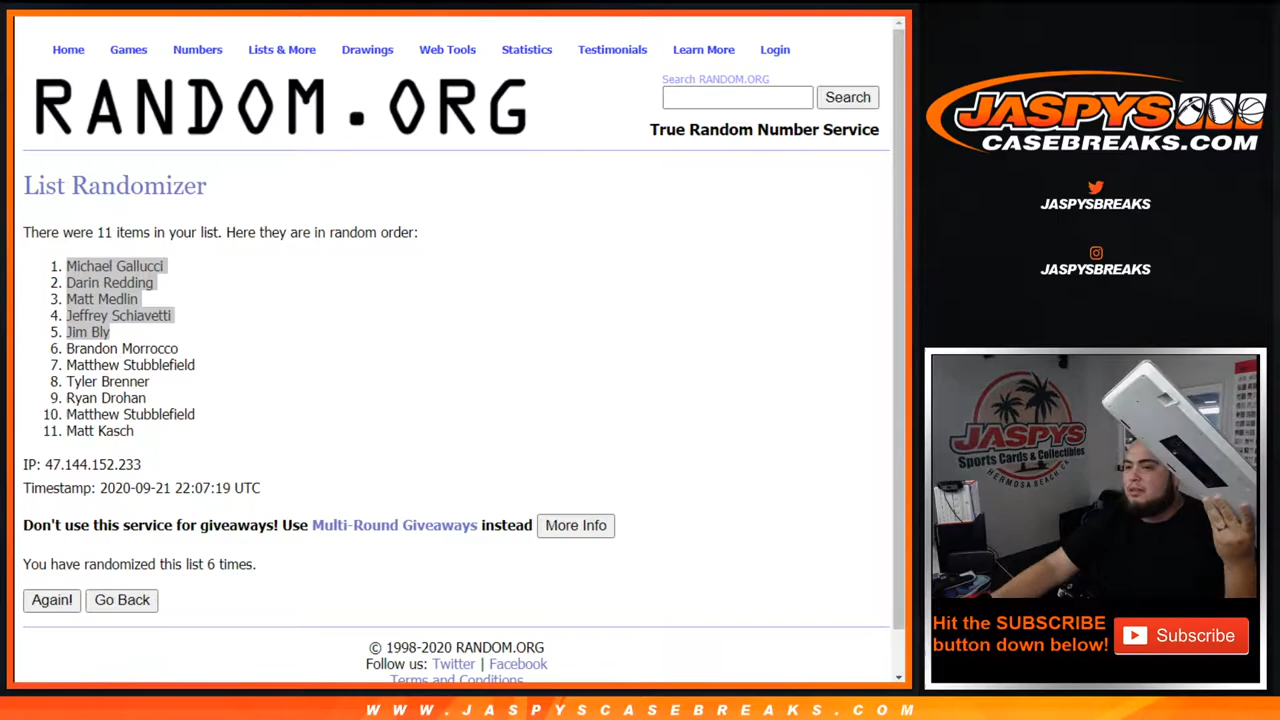 Home Games Numbers Lists & More Drawings Web Tools Statistics Testimonials Learn More Login
RANDOM.ORG
Search RANDOM.ORG
Search
True Random Number Service
List Randomizer
There were 11 items in your list. Here they are in random order:
1. Michael Gallucci
2. Darin Redding
3. Matt Medlin
4. Jeffrey Schiavetti
5. Jim Bly
6. Brandon Morrocco
7. Matthew Stubblefield
8. Tyler Brenner
9. Ryan Drohan
10. Matthew Stubblefield
11. Matt Kasch
IP: 47.144.152.233
Timestamp: 2020-09-21 22:07:19 UTC
Don't use this service for giveaways! Use Multi-Round Giveaways instead More Info
You have randomized this list 6 times.
Again! Go Back
© 1998-2020 RANDOM.ORG
Follow us: Twitter | Facebook
Terms and Conditions
JASPYS
CASEBREAKS.COM
JASPYSBREAKS
JASPYSBREAKS
JASPYS
Sports Cards & Collectibles
HERMOSA BEACH, CA
Hit the SUBSCRIBE
button down below!
Subscribe
WWW.JASPYSCASEBREAKS.COM